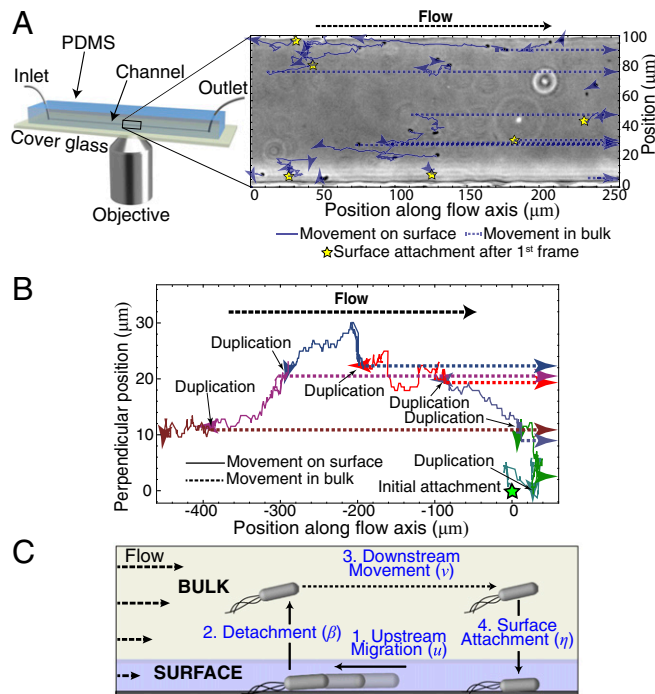 A
Flow
PDMS
Channel
Inlet
Outlet
Cover glass
Objective
100
80
60
40
20
0
Position (μm)
0 50 100 150 200 250
Position along flow axis (μm)
Movement on surface Movement in bulk
Surface attachment after 1st frame
B
Flow
Perpendicular position (μm)
30
20
10
0
Duplication
Duplication
Duplication
Duplication
Duplication
Duplication
Initial attachment
Movement on surface
Movement in bulk
-400 -300 -200 -100 0
Position along flow axis (μm)
C
Flow
BULK
3. Downstream
Movement (v)
2. Detachment (β)
1. Upstream
Migration (u)
4. Surface
Attachment (η)
SURFACE